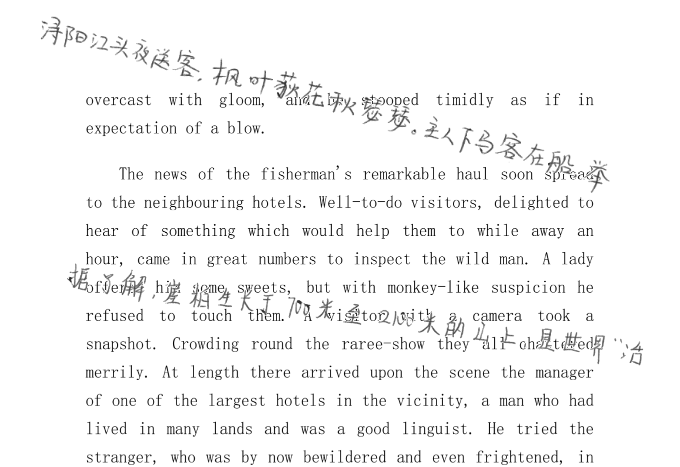 浔阳江头夜送客,枫叶荻花秋瑟瑟。主人下马客在船,举
overcast with gloom, and he stooped timidly as if in
expectation of a blow.
The news of the fisherman's remarkable haul soon spread
to the neighbouring hotels. Well-to-do visitors, delighted to
hear of something which would help them to while away an
hour, came in great numbers to inspect the wild man. A lady
offered him some sweets, but with monkey-like suspicion he
据了解,堂相生长于700米至2100米的山上是世界"活
refused to touch them. A visitor with a camera took a
snapshot. Crowding round the raree-show they all chattered
merrily. At length there arrived upon the scene the manager
of one of the largest hotels in the vicinity, a man who had
lived in many lands and was a good linguist. He tried the
stranger, who was by now bewildered and even frightened, in